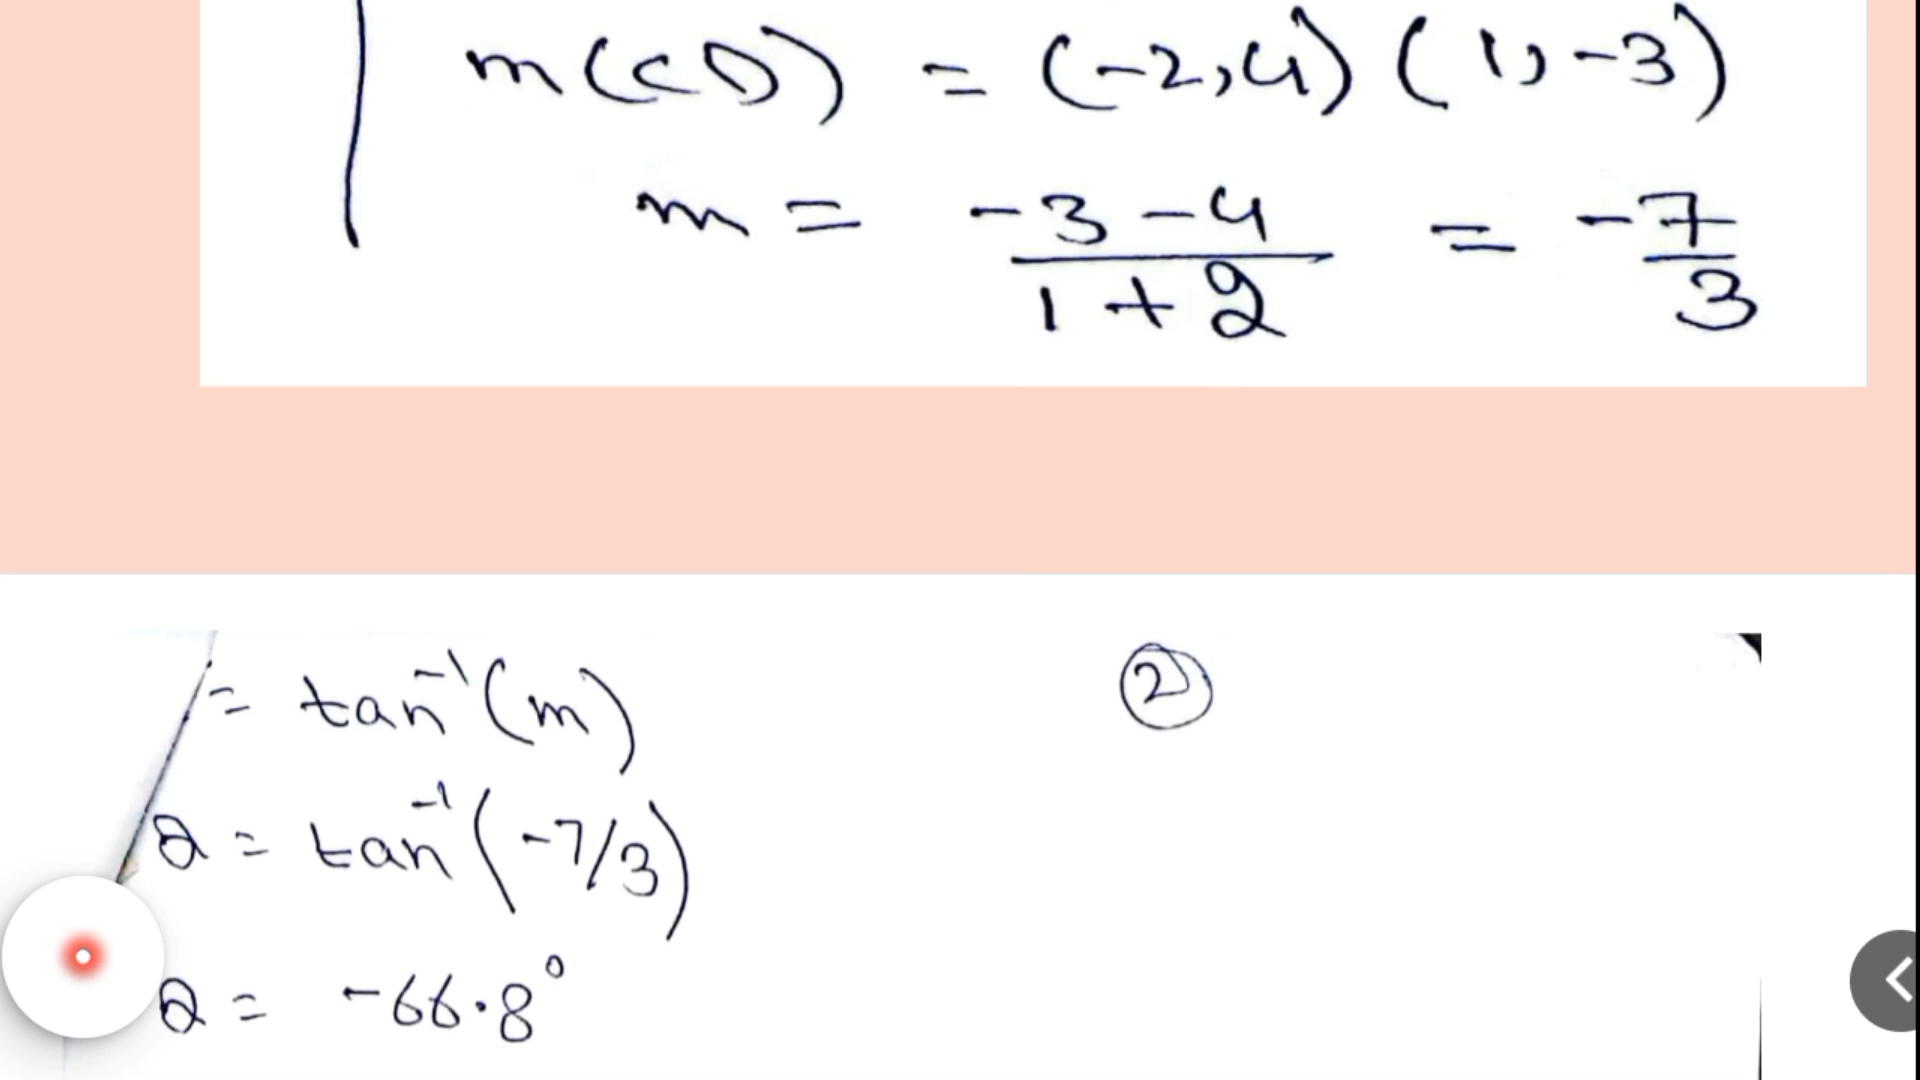 m(CD) = (-2,4) (1,-3)
m = -3-4/1+2 = -7/3
= tan⁻¹(m)
②
θ = tan⁻¹(-7/3)
θ = -66.8°